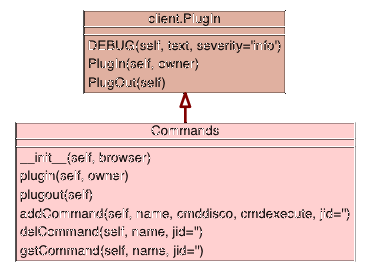 client.PlugIn
DEBUG(self, text, severity='info')
PlugIn(self, owner)
PlugOut(self)
Commands
__init__(self, browser)
plugin(self, owner)
plugout(self)
addCommand(self, name, cmddisco, cmdexecute, jid='')
delCommand(self, name, jid='')
getCommand(self, name, jid='')